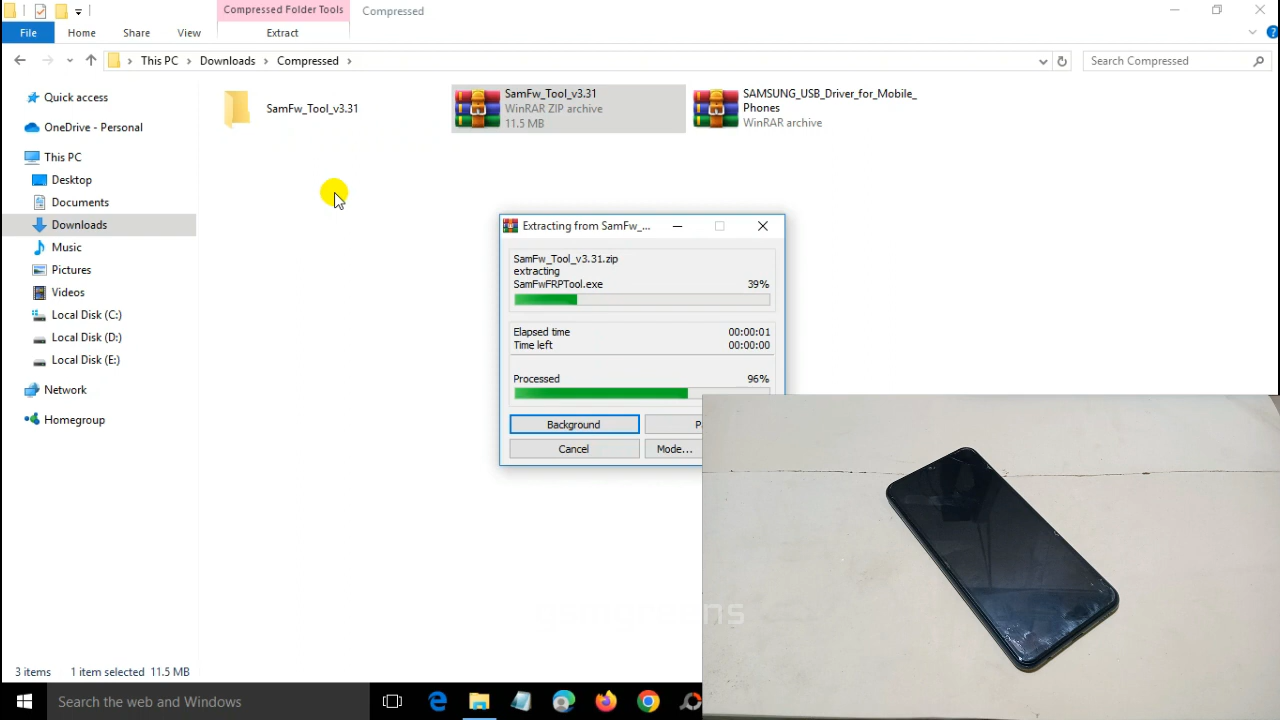 Compressed Folder Tools
Compressed
File
Home
Share
View
Extract
This PC
Downloads
Compressed
Search Compressed
Quick access
OneDrive - Personal
This PC
Desktop
Documents
Downloads
Music
Pictures
Videos
Local Disk (C:)
Local Disk (D:)
Local Disk (E:)
Network
Homegroup
SamFw_Tool_v3.31
SamFw_Tool_v3.31
WinRAR ZIP archive
11.5 MB
SAMSUNG_USB_Driver_for_Mobile_
Phones
WinRAR archive
Extracting from SamFw_...
SamFw_Tool_v3.31.zip
extracting
SamFwFRPTool.exe 39%
Elapsed time 00:00:01
Time left 00:00:00
Processed 96%
Background
Cancel
Mode...
gsmgreens
3 items 1 item selected 11.5 MB
Search the web and Windows